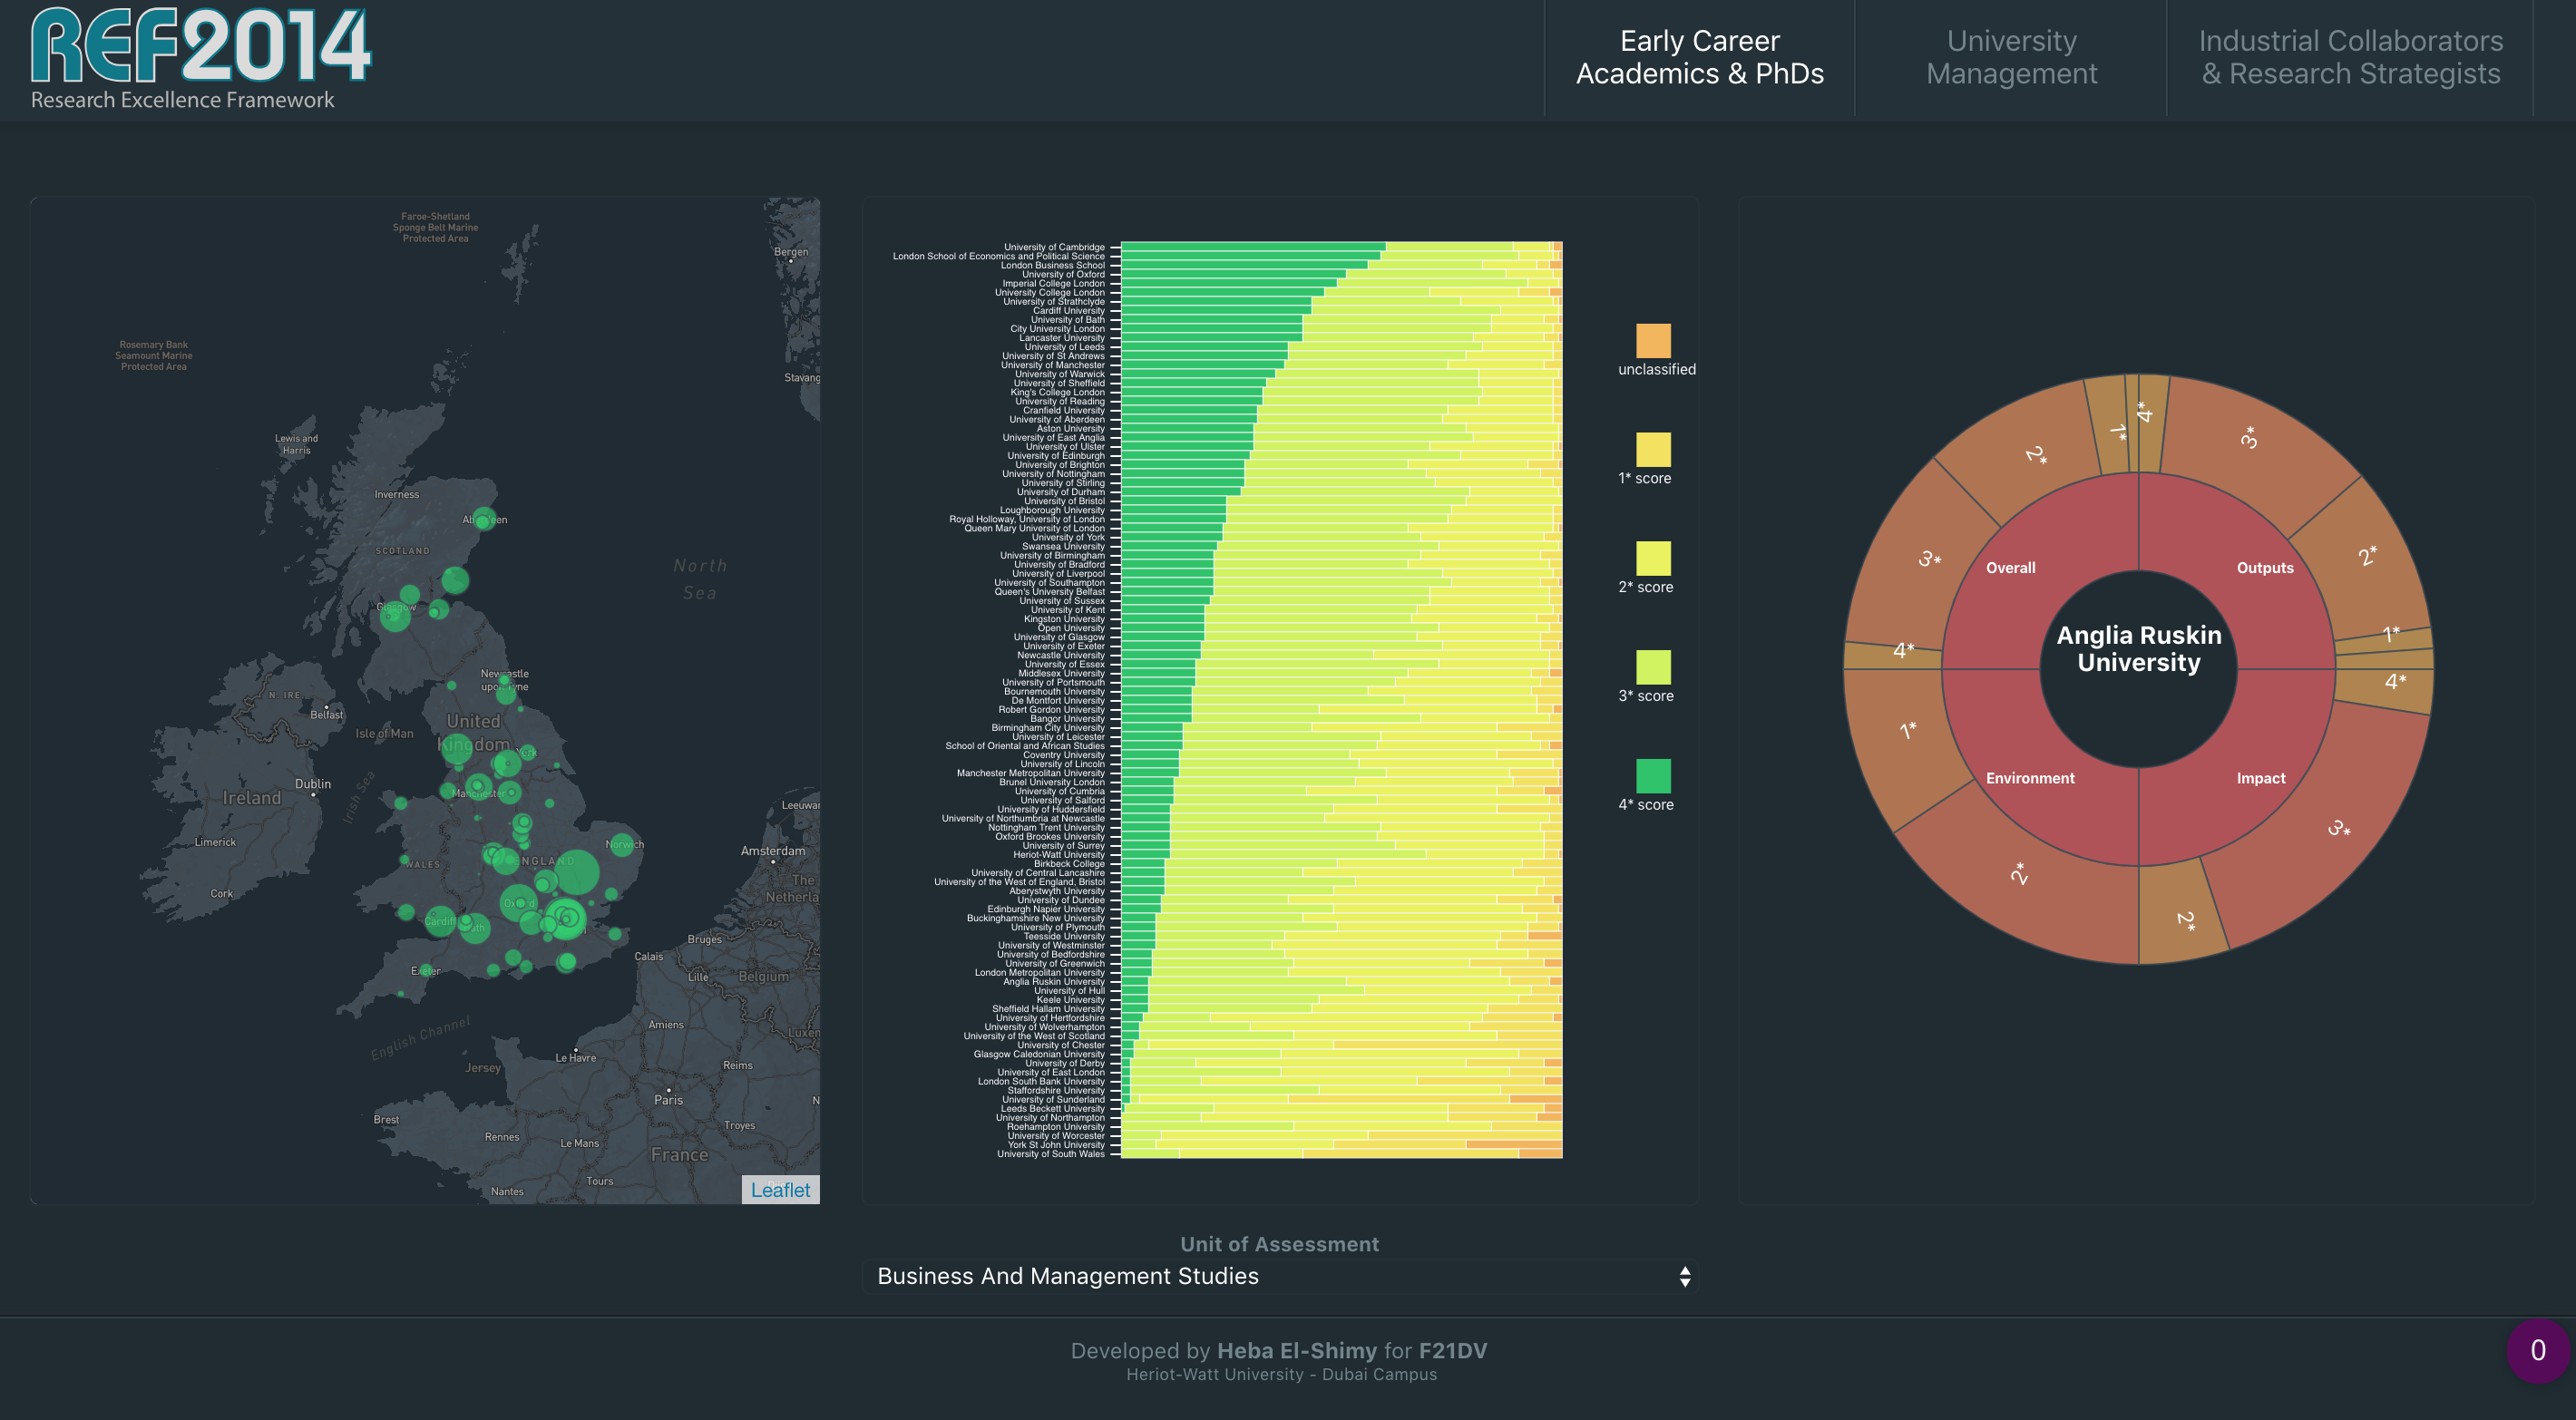 REF2014
Research Excellence Framework
Early Career
Academics & PhDs
University
Management
Industrial Collaborators
& Research Strategists
Faroe-Shetland
Sponge Belt Marine
Protected Area
Bergen
Rosemary Bank
Seamount Marine
Protected Area
Stavang
Lewis and
Harris
Inverness
SCOTLAND
North
Sea
Newcastle
N. IRE.
Belfast
United
Kingdom
Isle of Man
Dublin
Irish Sea
Ireland
Manchester
Leeuwar
Limerick
Norwich
Amsterdam
WALES
ENGLAND
The
Netherla
Cork
Oxford
Cardiff
Bruges
Calais
Exeter
Lille
Belgium
English Channel
Amiens
Luxem
Le Havre
Jersey
Reims
Paris
N
Brest
Troyes
Rennes
Le Mans
France
Tours
Nantes
Leaflet
University of Cambridge
London School of Economics and Political Science
London Business School
University of Oxford
Imperial College London
University College London
University of Strathclyde
Cardiff University
University of Bath
City University London
Lancaster University
University of Leeds
University of St Andrews
University of Manchester
University of Warwick
University of Sheffield
King's College London
University of Reading
Cranfield University
University of Aberdeen
Aston University
University of East Anglia
University of Ulster
University of Edinburgh
University of Brighton
University of Nottingham
University of Stirling
University of Durham
University of Bristol
Loughborough University
Royal Holloway, University of London
Queen Mary University of London
University of York
Swansea University
University of Birmingham
University of Bradford
University of Liverpool
University of Southampton
Queen's University Belfast
University of Sussex
University of Kent
Kingston University
Open University
University of Glasgow
University of Exeter
Newcastle University
University of Essex
Middlesex University
University of Portsmouth
Bournemouth University
De Montfort University
Robert Gordon University
Bangor University
Birmingham City University
University of Leicester
School of Oriental and African Studies
Coventry University
University of Lincoln
Manchester Metropolitan University
Brunel University London
University of Cumbria
University of Salford
University of Huddersfield
University of Northumbria at Newcastle
Nottingham Trent University
Oxford Brookes University
University of Surrey
Heriot-Watt University
Birkbeck College
University of Central Lancashire
University of the West of England, Bristol
Aberystwyth University
University of Dundee
Edinburgh Napier University
Buckinghamshire New University
University of Plymouth
Teesside University
University of Westminster
University of Bedfordshire
University of Greenwich
London Metropolitan University
Anglia Ruskin University
University of Hull
Keele University
Sheffield Hallam University
University of Hertfordshire
University of Wolverhampton
University of the West of Scotland
University of Chester
Glasgow Caledonian University
University of Derby
University of East London
London South Bank University
Staffordshire University
University of Sunderland
Leeds Beckett University
University of Northampton
Roehampton University
University of Worcester
York St John University
University of South Wales
unclassified
1* score
2* score
3* score
4* score
Anglia Ruskin
University
Overall
Outputs
Environment
Impact
4*
3*
2*
1*
4*
3*
2*
2*
1*
4*
3*
2*
1*
Unit of Assessment
Business And Management Studies
Developed by Heba El-Shimy for F21DV
Heriot-Watt University - Dubai Campus
0